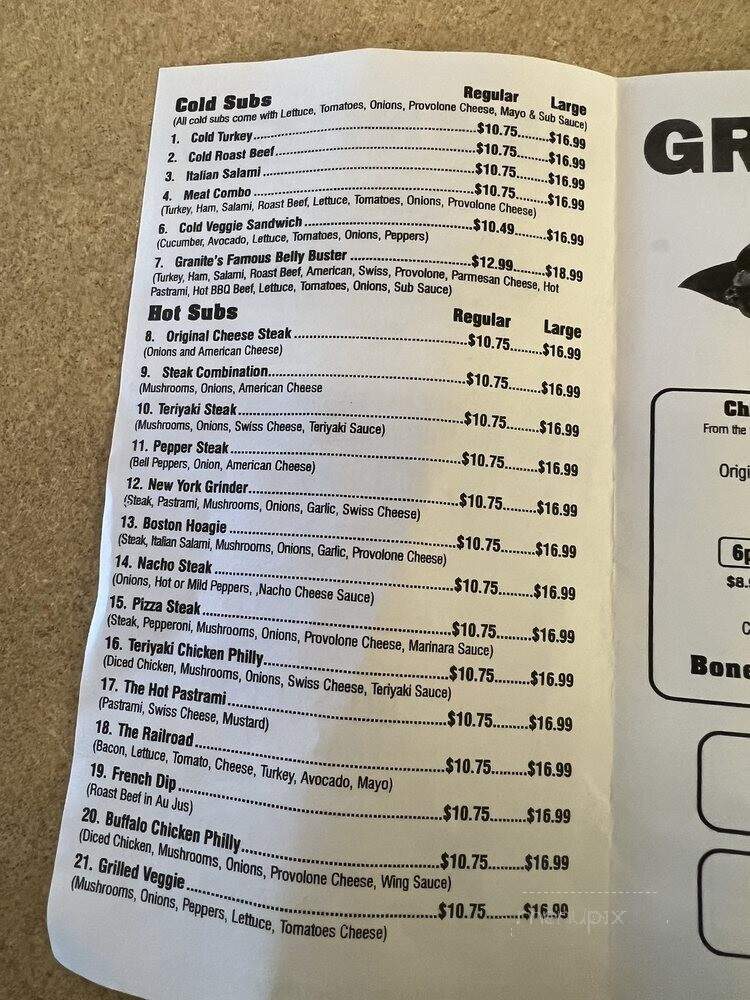 Cold Subs Regular Large
(All cold subs come with Lettuce, Tomatoes, Onions, Provolone Cheese, Mayo & Sub Sauce)
1. Cold Turkey $10.75 $16.99
2. Cold Roast Beef $10.75 $16.99
3. Italian Salami $10.75 $16.99
4. Meat Combo $10.75 $16.99
(Turkey, Ham, Salami, Roast Beef, Lettuce, Tomatoes, Onions, Provolone Cheese)
6. Cold Veggie Sandwich $10.49 $16.99
(Cucumber, Avocado, Lettuce, Tomatoes, Onions, Peppers)
7. Granite's Famous Belly Buster $12.99 $18.99
(Turkey, Ham, Salami, Roast Beef, American, Swiss, Provolone, Parmesan Cheese, Hot
Pastrami, Hot BBQ Beef, Lettuce, Tomatoes, Onions, Sub Sauce)
Hot Subs Regular Large
8. Original Cheese Steak $10.75 $16.99
(Onions and American Cheese)
9. Steak Combination $10.75 $16.99
(Mushrooms, Onions, American Cheese
10. Teriyaki Steak $10.75 $16.99
(Mushrooms, Onions, Swiss Cheese, Teriyaki Sauce)
11. Pepper Steak $10.75 $16.99
(Bell Peppers, Onion, American Cheese)
12. New York Grinder $10.75 $16.99
(Steak, Pastrami, Mushrooms, Onions, Garlic, Swiss Cheese)
13. Boston Hoagie $10.75 $16.99
(Steak, Italian Salami, Mushrooms, Onions, Garlic, Provolone Cheese)
14. Nacho Steak $10.75 $16.99
(Onions, Hot or Mild Peppers, ,Nacho Cheese Sauce)
15. Pizza Steak $10.75 $16.99
(Steak, Pepperoni, Mushrooms, Onions, Provolone Cheese, Marinara Sauce)
16. Teriyaki Chicken Philly $10.75 $16.99
(Diced Chicken, Mushrooms, Onions, Swiss Cheese, Teriyaki Sauce)
17. The Hot Pastrami $10.75 $16.99
(Pastrami, Swiss Cheese, Mustard)
18. The Railroad $10.75 $16.99
(Bacon, Lettuce, Tomato, Cheese, Turkey, Avocado, Mayo)
19. French Dip $10.75 $16.99
(Roast Beef in Au Jus)
20. Buffalo Chicken Philly $10.75 $16.99
(Diced Chicken, Mushrooms, Onions, Provolone Cheese, Wing Sauce)
21. Grilled Veggie $10.75 $16.99
(Mushrooms, Onions, Peppers, Lettuce, Tomatoes Cheese)
menupix
GR
Ch
From the
Origi
6p
$8.
C
Bone